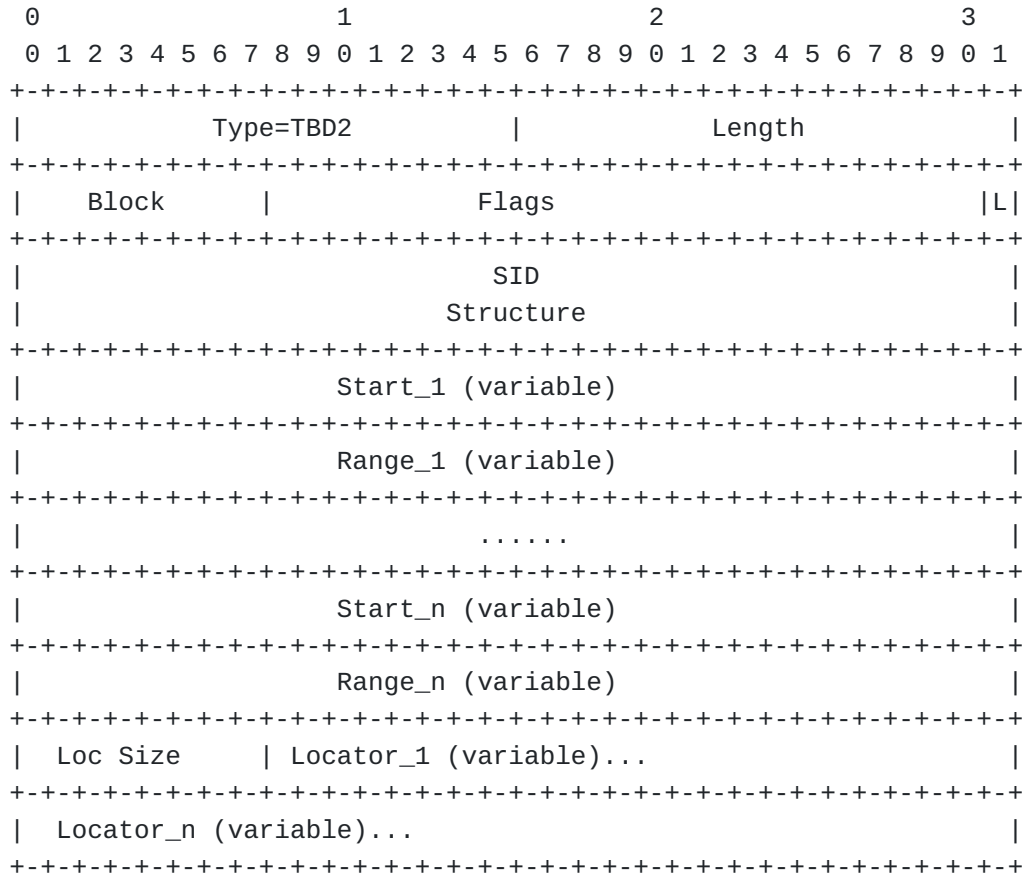 0                   1                   2                   3
 0 1 2 3 4 5 6 7 8 9 0 1 2 3 4 5 6 7 8 9 0 1 2 3 4 5 6 7 8 9 0 1
+-+-+-+-+-+-+-+-+-+-+-+-+-+-+-+-+-+-+-+-+-+-+-+-+-+-+-+-+-+-+-+-+
|            Type=TBD2          |            Length             |
+-+-+-+-+-+-+-+-+-+-+-+-+-+-+-+-+-+-+-+-+-+-+-+-+-+-+-+-+-+-+-+-+
|    Block      |             Flags                           |L|
+-+-+-+-+-+-+-+-+-+-+-+-+-+-+-+-+-+-+-+-+-+-+-+-+-+-+-+-+-+-+-+-+
|                              SID                              |
|                           Structure                           |
+-+-+-+-+-+-+-+-+-+-+-+-+-+-+-+-+-+-+-+-+-+-+-+-+-+-+-+-+-+-+-+-+
|                    Start_1 (variable)                         |
+-+-+-+-+-+-+-+-+-+-+-+-+-+-+-+-+-+-+-+-+-+-+-+-+-+-+-+-+-+-+-+-+
|                    Range_1 (variable)                         |
+-+-+-+-+-+-+-+-+-+-+-+-+-+-+-+-+-+-+-+-+-+-+-+-+-+-+-+-+-+-+-+-+
|                             ......                            |
+-+-+-+-+-+-+-+-+-+-+-+-+-+-+-+-+-+-+-+-+-+-+-+-+-+-+-+-+-+-+-+-+
|                    Start_n (variable)                         |
+-+-+-+-+-+-+-+-+-+-+-+-+-+-+-+-+-+-+-+-+-+-+-+-+-+-+-+-+-+-+-+-+
|                    Range_n (variable)                         |
+-+-+-+-+-+-+-+-+-+-+-+-+-+-+-+-+-+-+-+-+-+-+-+-+-+-+-+-+-+-+-+-+
|  Loc Size     | Locator_1 (variable)...                       |
+-+-+-+-+-+-+-+-+-+-+-+-+-+-+-+-+-+-+-+-+-+-+-+-+-+-+-+-+-+-+-+-+
|  Locator_n (variable)...                                      |
+-+-+-+-+-+-+-+-+-+-+-+-+-+-+-+-+-+-+-+-+-+-+-+-+-+-+-+-+-+-+-+-+